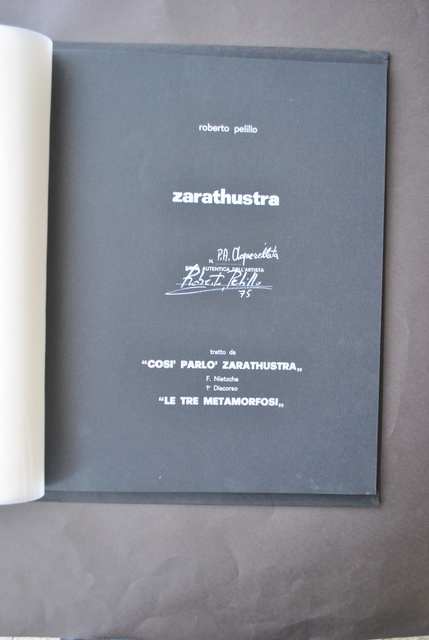 roberto pelillo
zarathustra
N. P.A. Acquerellata
AUTENTICA DELL'ARTISTA
Roberto Pelillo
75
tratto da
“COSI' PARLO' ZARATHUSTRA„
F. Nietzche
1° Discorso
“LE TRE METAMORFOSI„